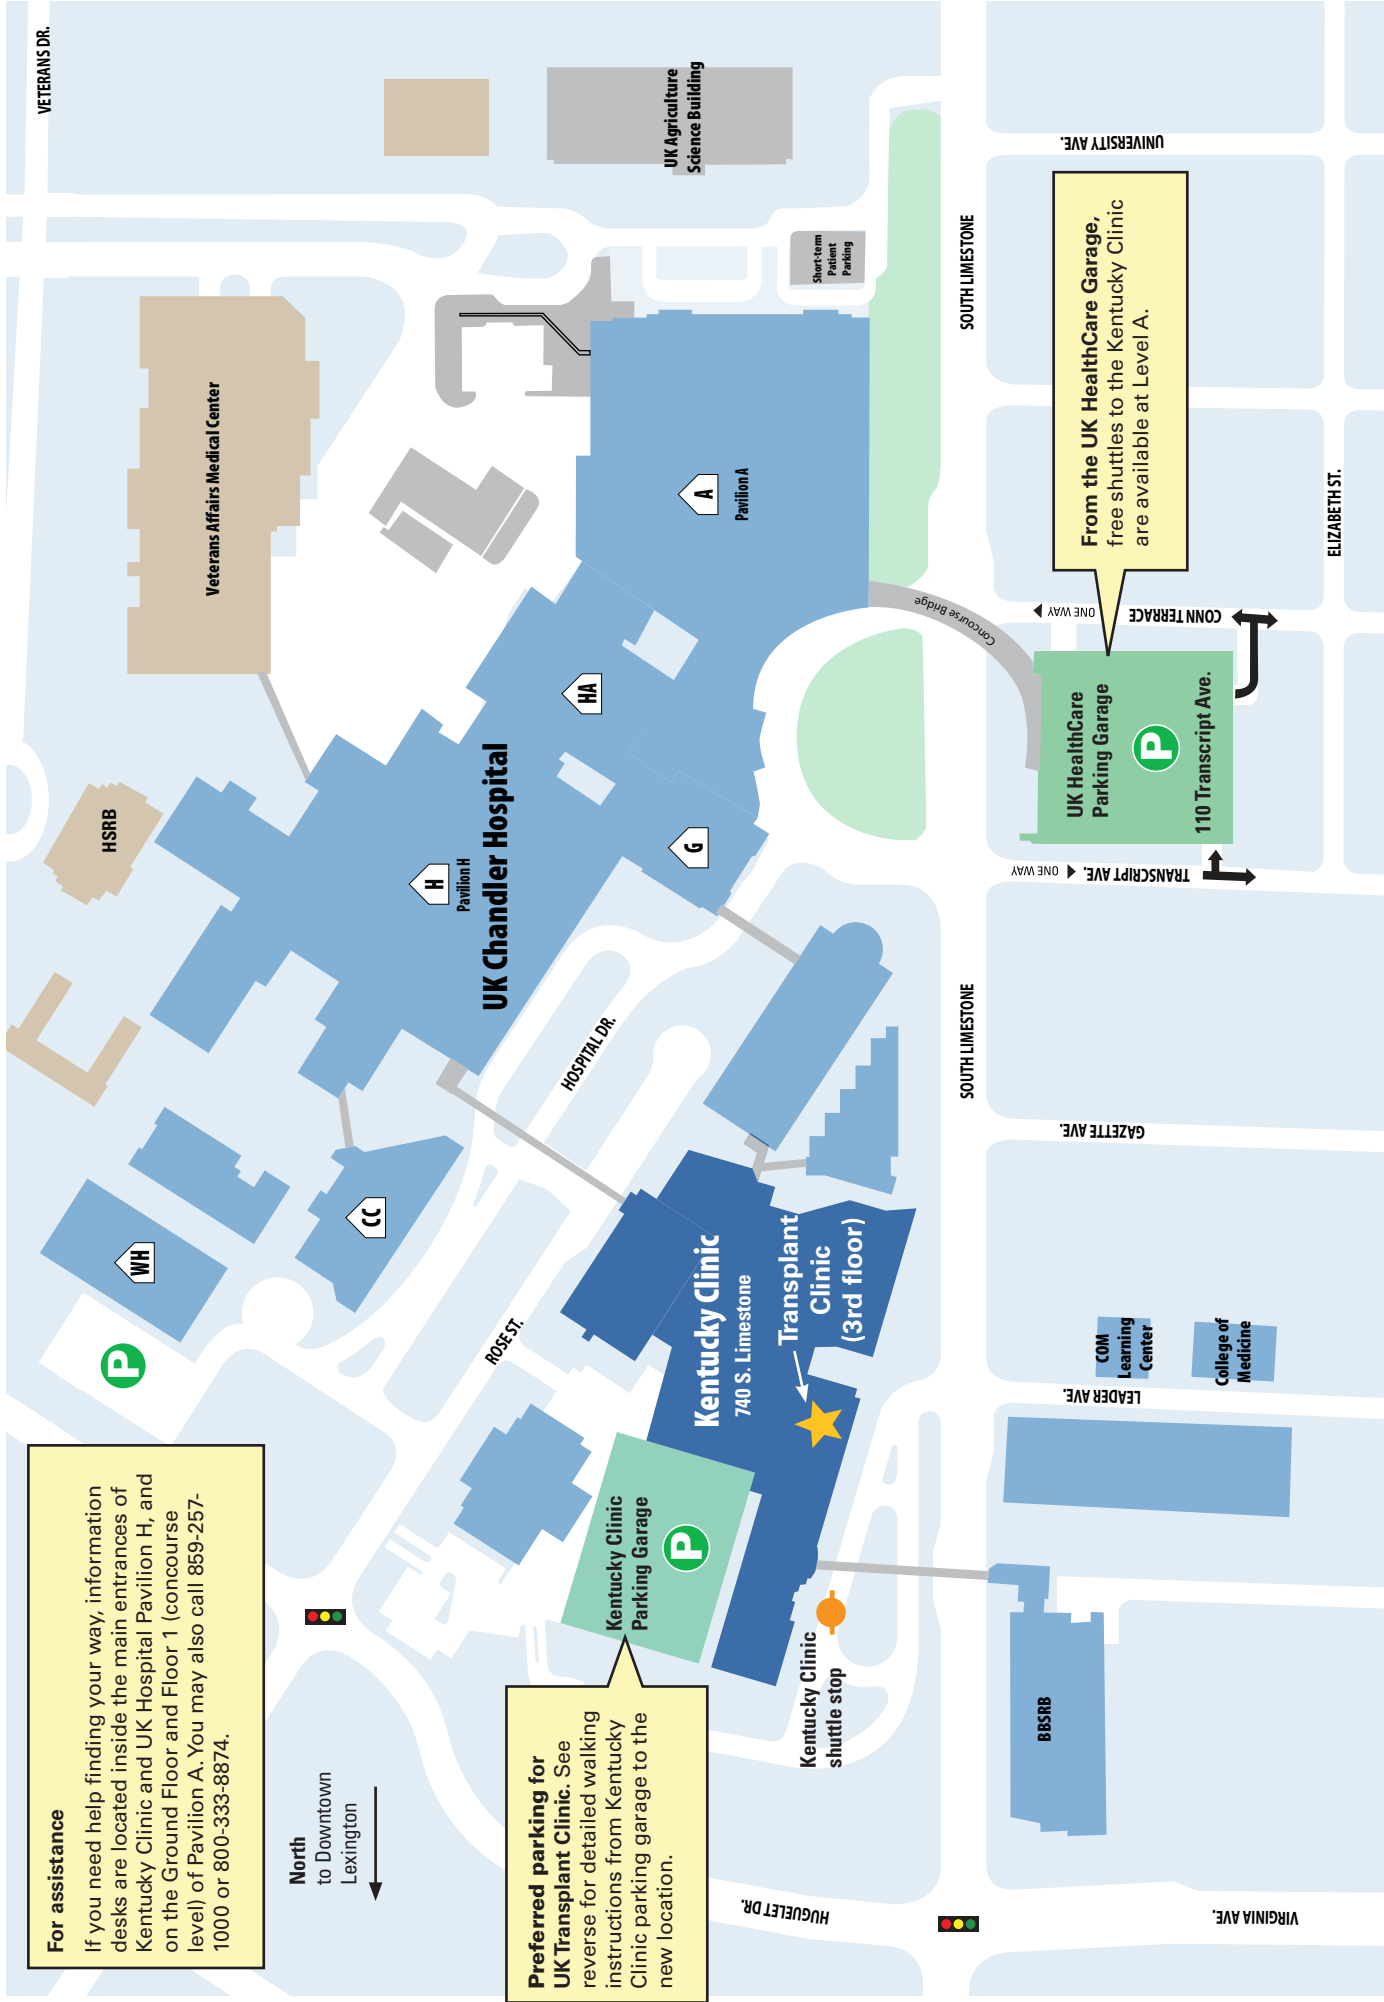 For assistance
If you need help finding your way, information
desks are located inside the main entrances of
Kentucky Clinic and UK Hospital Pavilion H, and
on the Ground Floor and Floor 1 (concourse
level) of Pavilion A. You may also call 859-257-
1000 or 800-333-8874.
North
to Downtown
Lexington
Preferred parking for
UK Transplant Clinic. See
reverse for detailed walking
instructions from Kentucky
Clinic parking garage to the
new location.
P
WH
CC
HSRB
Veterans Affairs Medical Center
VETERANS DR.
H
Pavilion H
UK Chandler Hospital
HA
G
A
Pavilion A
UK Agriculture
Science Building
Short-term
Patient
Parking
ROSE ST.
HOSPITAL DR.
Kentucky Clinic
Parking Garage
P
Kentucky Clinic
740 S. Limestone
Transplant
Clinic
(3rd floor)
Kentucky Clinic
shuttle stop
HUGUELET DR.
SOUTH LIMESTONE
SOUTH LIMESTONE
Concourse Bridge
BBSRB
VIRGINIA AVE.
LEADER AVE.
COM
Learning
Center
College of
Medicine
GAZETTE AVE.
TRANSCRIPT AVE.
ONE WAY
UK HealthCare
Parking Garage
P
110 Transcript Ave.
CONN TERRACE
ONE WAY
From the UK HealthCare Garage,
free shuttles to the Kentucky Clinic
are available at Level A.
UNIVERSITY AVE.
ELIZABETH ST.